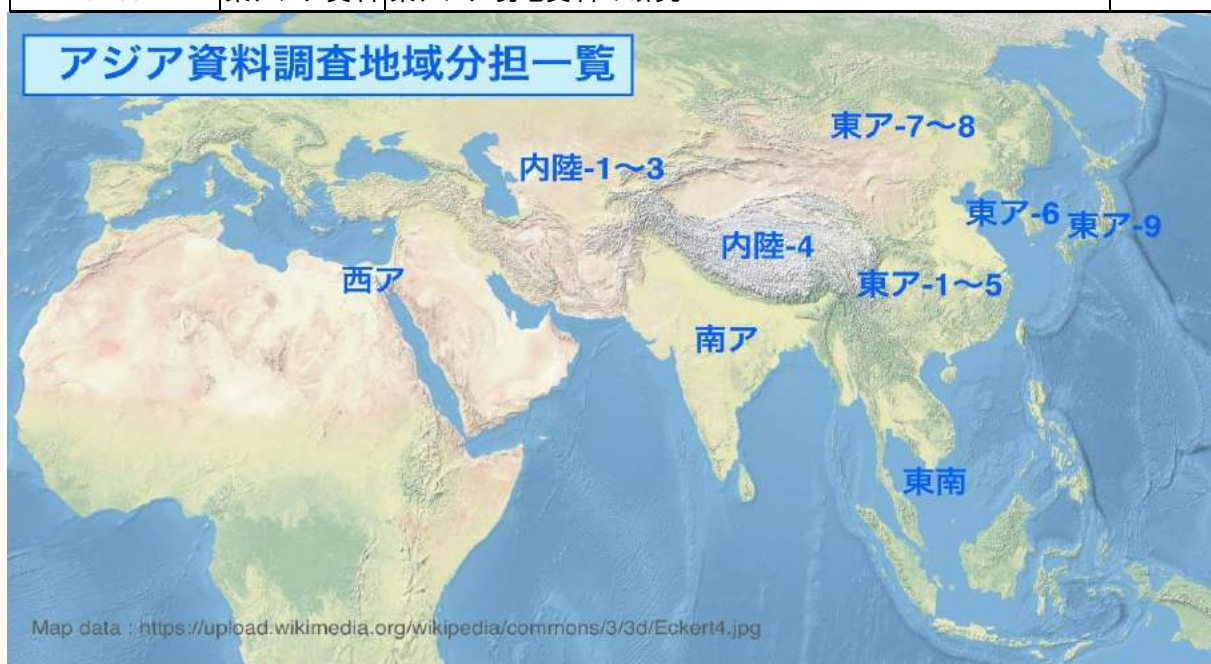 アジア資料調査地域分担一覧
東ア-7～8
内陸-1～3
東ア-6
東ア-9
内陸-4
西ア
東ア-1～5
南ア
東南
Map data : https://upload.wikimedia.org/wikipedia/commons/3/3d/Eckert4.jpg